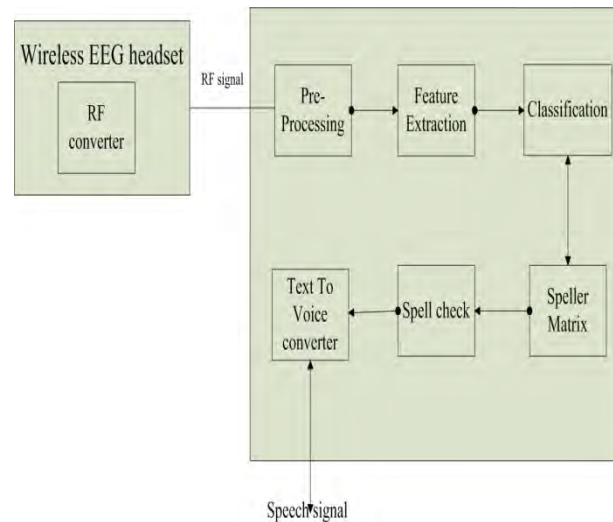 Wireless EEG headset
RF
converter
RF signal
Pre-
Processing
Feature
Extraction
Classification
Text To
Voice
converter
Spell check
Speller
Matrix
Speech signal